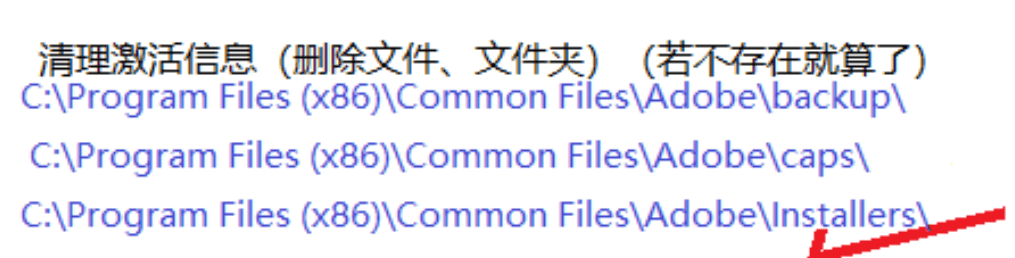 清理激活信息（删除文件、文件夹）（若不存在就算了）
C:\Program Files (x86)\Common Files\Adobe\backup\
C:\Program Files (x86)\Common Files\Adobe\caps\
C:\Program Files (x86)\Common Files\Adobe\Installers\